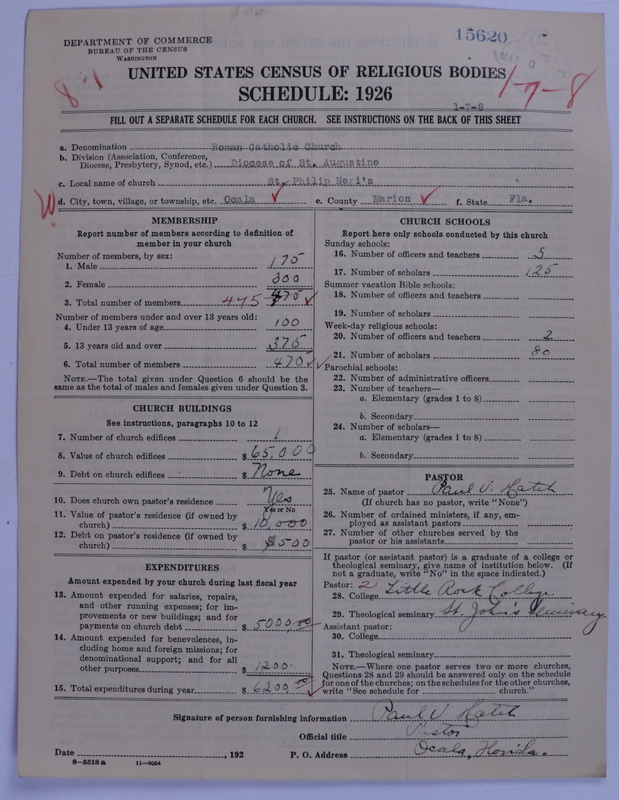 DEPARTMENT OF COMMERCE
BUREAU OF THE CENSUS
WASHINGTON
15620
8.1
1-7-8
UNITED STATES CENSUS OF RELIGIOUS BODIES
SCHEDULE: 1926
1-7-8
FILL OUT A SEPARATE SCHEDULE FOR EACH CHURCH. SEE INSTRUCTIONS ON THE BACK OF THIS SHEET
a. Denomination Roman Catholic Church
b. Division (Association, Conference,
Diocese, Presbytery, Synod, etc.) Diocese of St. Augustine
c. Local name of church St. Philip Neri's
d. City, town, village, or township, etc. Ocala ✓ e. County Marion ✓ f. State Fla.
MEMBERSHIP
Report number of members according to definition of
member in your church
Number of members, by sex:
1. Male 175
2. Female 300
3. Total number of members 475 475 ✓
Number of members under and over 13 years old:
4. Under 13 years of age 100
5. 13 years old and over 375
6. Total number of members 475 ✓✓
NOTE.—The total given under Question 6 should be the
same as the total of males and females given under Question 3.
CHURCH BUILDINGS
See instructions, paragraphs 10 to 12
7. Number of church edifices 1
8. Value of church edifices $ 65,000
9. Debt on church edifices $ None
10. Does church own pastor's residence Yes
Yes or No
11. Value of pastor's residence (if owned by
church) $ 10,000
12. Debt on pastor's residence (if owned by
church) $ $500
EXPENDITURES
Amount expended by your church during last fiscal year
13. Amount expended for salaries, repairs,
and other running expenses; for im-
provements or new buildings; and for
payments on church debt $ 5000.00
14. Amount expended for benevolences, in-
cluding home and foreign missions; for
denominational support; and for all
other purposes $ 1200.
15. Total expenditures during year $ 6200.00 ✓
CHURCH SCHOOLS
Report here only schools conducted by this church
Sunday schools:
16. Number of officers and teachers 5
17. Number of scholars 125
Summer vacation Bible schools:
18. Number of officers and teachers
19. Number of scholars
Week-day religious schools:
20. Number of officers and teachers 2
21. Number of scholars 80
Parochial schools:
22. Number of administrative officers
23. Number of teachers—
a. Elementary (grades 1 to 8)
b. Secondary
24. Number of scholars—
a. Elementary (grades 1 to 8)
b. Secondary
PASTOR
25. Name of pastor Paul J. Hatch
(If church has no pastor, write "None")
26. Number of ordained ministers, if any, em-
ployed as assistant pastors
27. Number of other churches served by the
pastor or his assistants
If pastor (or assistant pastor) is a graduate of a college or
theological seminary, give name of institution below. (If
not a graduate, write "No" in the space indicated.)
Pastor: 2
28. College Little Rock College
29. Theological seminary St. John's Seminary
Assistant pastor:
30. College
31. Theological seminary
NOTE.—Where one pastor serves two or more churches,
Questions 28 and 29 should be answered only on the schedule
for one of the churches; on the schedules for the other churches,
write "See schedule for church."
Signature of person furnishing information Paul J. Hatch
Official title Pastor
Date , 192 P. O. Address Ocala, Florida.
8—5518a 11—9054